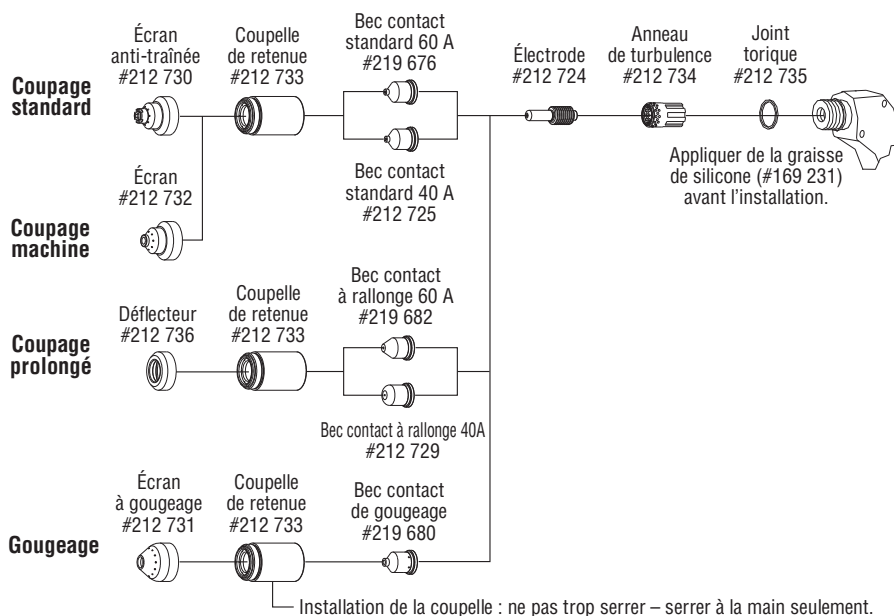 Coupage
standard
Écran
anti-traînée
#212 730
Coupelle
de retenue
#212 733
Bec contact
standard 60 A
#219 676
Bec contact
standard 40 A
#212 725
Électrode
#212 724
Anneau
de turbulence
#212 734
Joint
torique
#212 735
Appliquer de la graisse
de silicone (#169 231)
avant l’installation.
Coupage
machine
Écran
#212 732
Coupage
prolongé
Déflecteur
#212 736
Coupelle
de retenue
#212 733
Bec contact
à rallonge 60 A
#219 682
Bec contact à rallonge 40A
#212 729
Gougeage
Écran
à gougeage
#212 731
Coupelle
de retenue
#212 733
Bec contact
de gougeage
#219 680
Installation de la coupelle : ne pas trop serrer – serrer à la main seulement.